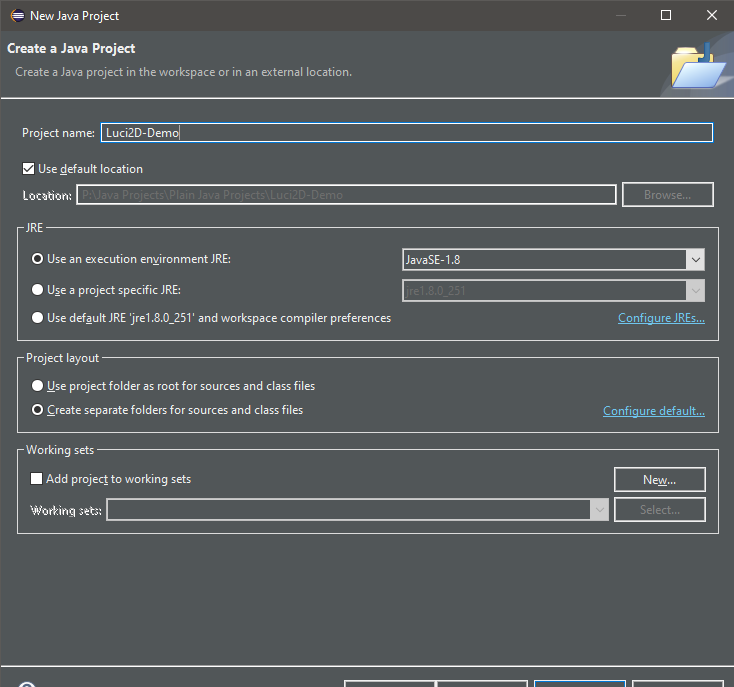 New Java Project
Create a Java Project
Create a Java project in the workspace or in an external location.
Project name: Luci2D-Demo
Use default location
Location: P:\Java Projects\Plain Java Projects\Luci2D-Demo Browse...
JRE
Use an execution environment JRE: JavaSE-1.8
Use a project specific JRE: jre1.8.0_251
Use default JRE 'jre1.8.0_251' and workspace compiler preferences Configure JREs...
Project layout
Use project folder as root for sources and class files
Create separate folders for sources and class files Configure default...
Working sets
Add project to working sets New...
Working sets: Select...